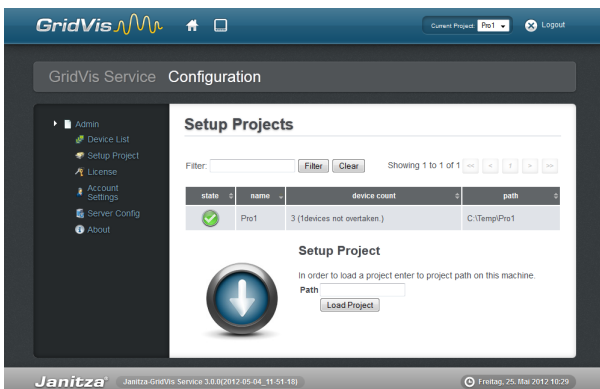 GridVis Current Project: Pro1 Logout
GridVis Service Configuration
Admin
Device List
Setup Project
License
Account
Settings
Server Config
About
Setup Projects
Filter: Filter Clear Showing 1 to 1 of 1 << < 1 > >>
state name device count path
Pro1 3 (1devices not overtaken.) C:\Temp\Pro1
Setup Project
In order to load a project enter to project path on this machine.
Path
Load Project
Janitza® Janitza-GridVis Service 3.0.0(2012-05-04_11-51-18) Freitag, 25. Mai 2012 10:29